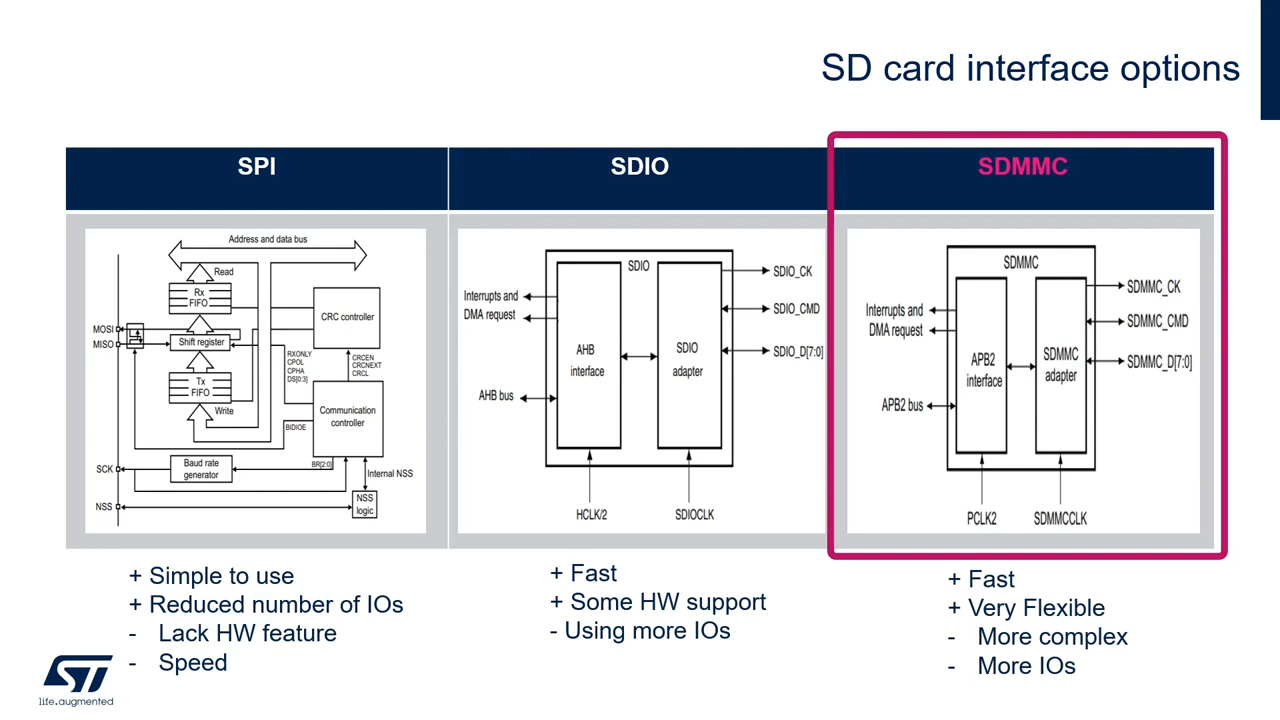 SD card interface options
SPI
SDIO
SDMMC
Address and data bus
Read
Rx
FIFO
CRC controller
MOSI
MISO
Shift register
RXONLY
CPOL
CPHA
DS[0:3]
CRCEN
CRCNEXT
CRCL
Tx
FIFO
Write
Communication
controller
BIDIOE
BR[2:0]
SCK
Baud rate
generator
Internal NSS
NSS
NSS
logic
SDIO
SDIO_CK
Interrupts and
DMA request
SDIO_CMD
AHB
interface
SDIO
adapter
SDIO_D[7:0]
AHB bus
HCLK/2
SDIOCLK
SDMMC
SDMMC_CK
Interrupts and
DMA request
SDMMC_CMD
APB2
interface
SDMMC
adapter
SDMMC_D[7:0]
APB2 bus
PCLK2
SDMMCCLK
+ Simple to use
+ Reduced number of IOs
- Lack HW feature
- Speed
+ Fast
+ Some HW support
- Using more IOs
+ Fast
+ Very Flexible
- More complex
- More IOs
ST
life.augmented